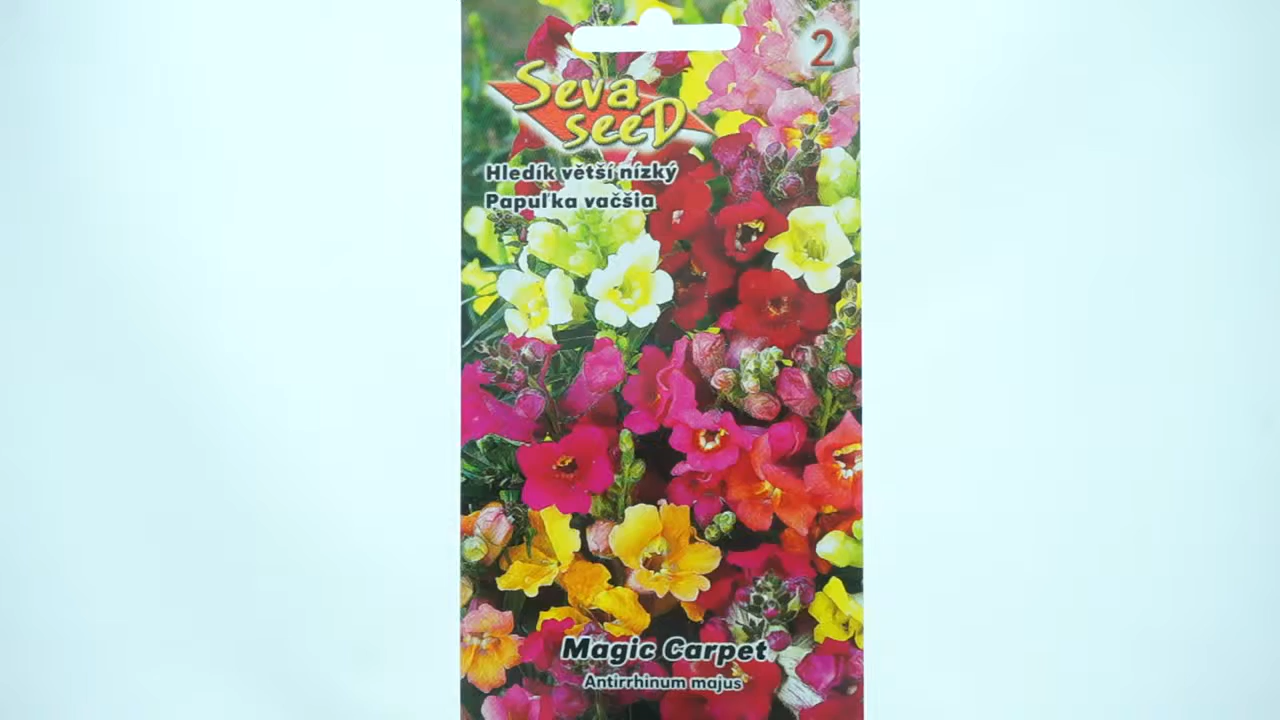 2
Seva
seeD
Hledík větší nízký
Papuľka vačšia
Magic Carpet
Antirrhinum majus